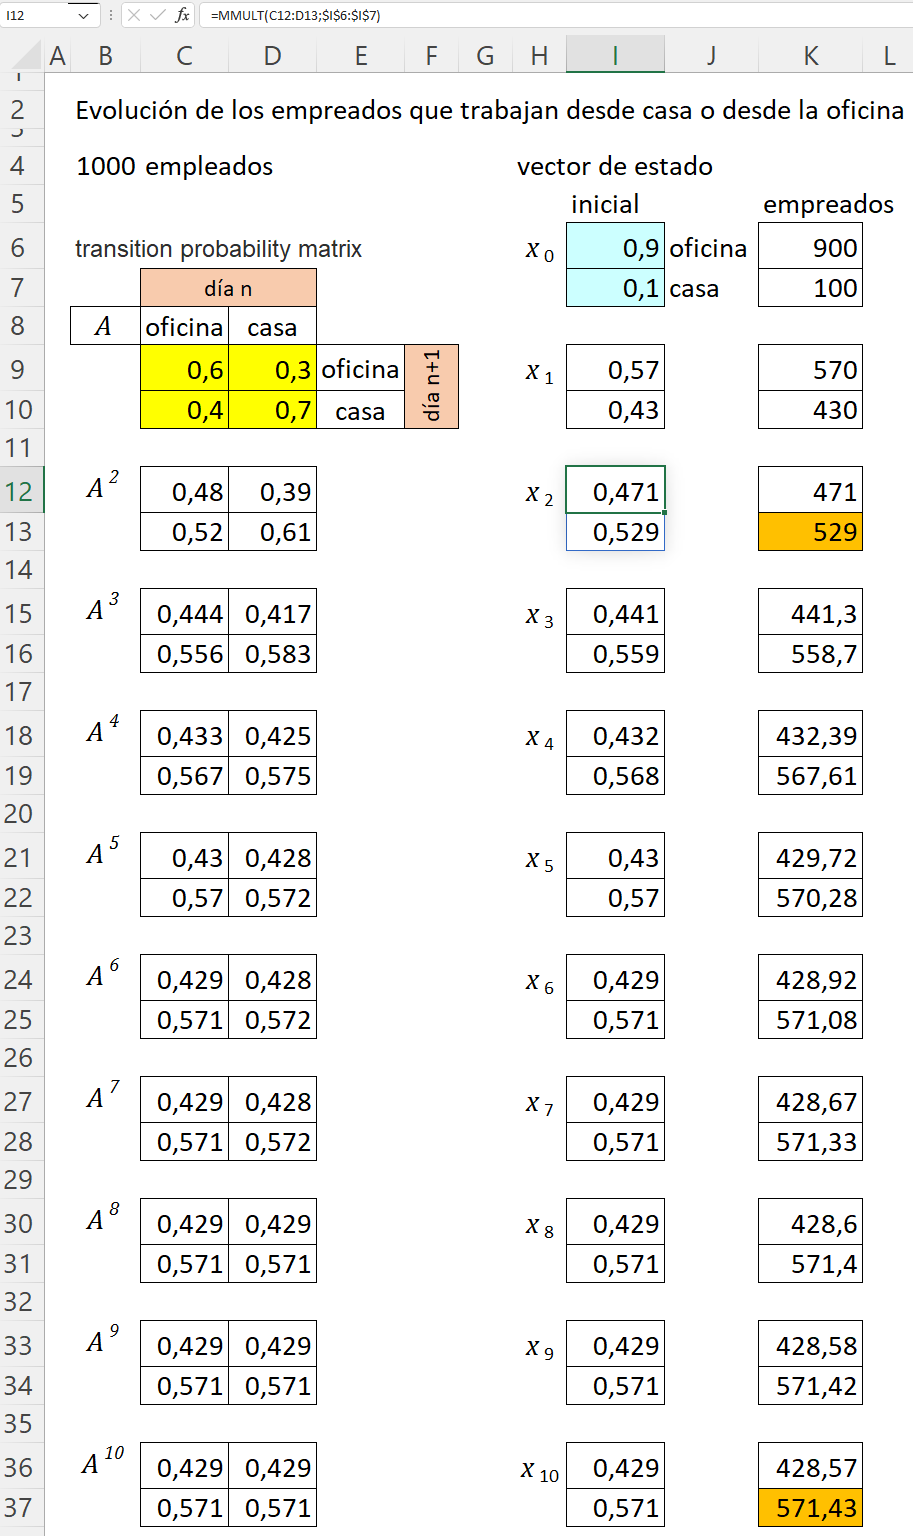 I12 fx =MMULT(C12:D13;$I$6:$I$7)
A B C D E F G H I J K L
1
2 Evolución de los empreados que trabajan desde casa o desde la oficina
3
4 1000 empleados vector de estado
5 inicial empreados
6 transition probability matrix x 0 0,9 oficina 900
7 día n 0,1 casa 100
8 A oficina casa
9 0,6 0,3 oficina día n+1 x 1 0,57 570
10 0,4 0,7 casa 0,43 430
11
12 A 2 0,48 0,39 x 2 0,471 471
13 0,52 0,61 0,529 529
14
15 A 3 0,444 0,417 x 3 0,441 441,3
16 0,556 0,583 0,559 558,7
17
18 A 4 0,433 0,425 x 4 0,432 432,39
19 0,567 0,575 0,568 567,61
20
21 A 5 0,43 0,428 x 5 0,43 429,72
22 0,57 0,572 0,57 570,28
23
24 A 6 0,429 0,428 x 6 0,429 428,92
25 0,571 0,572 0,571 571,08
26
27 A 7 0,429 0,428 x 7 0,429 428,67
28 0,571 0,572 0,571 571,33
29
30 A 8 0,429 0,429 x 8 0,429 428,6
31 0,571 0,571 0,571 571,4
32
33 A 9 0,429 0,429 x 9 0,429 428,58
34 0,571 0,571 0,571 571,42
35
36 A 10 0,429 0,429 x 10 0,429 428,57
37 0,571 0,571 0,571 571,43